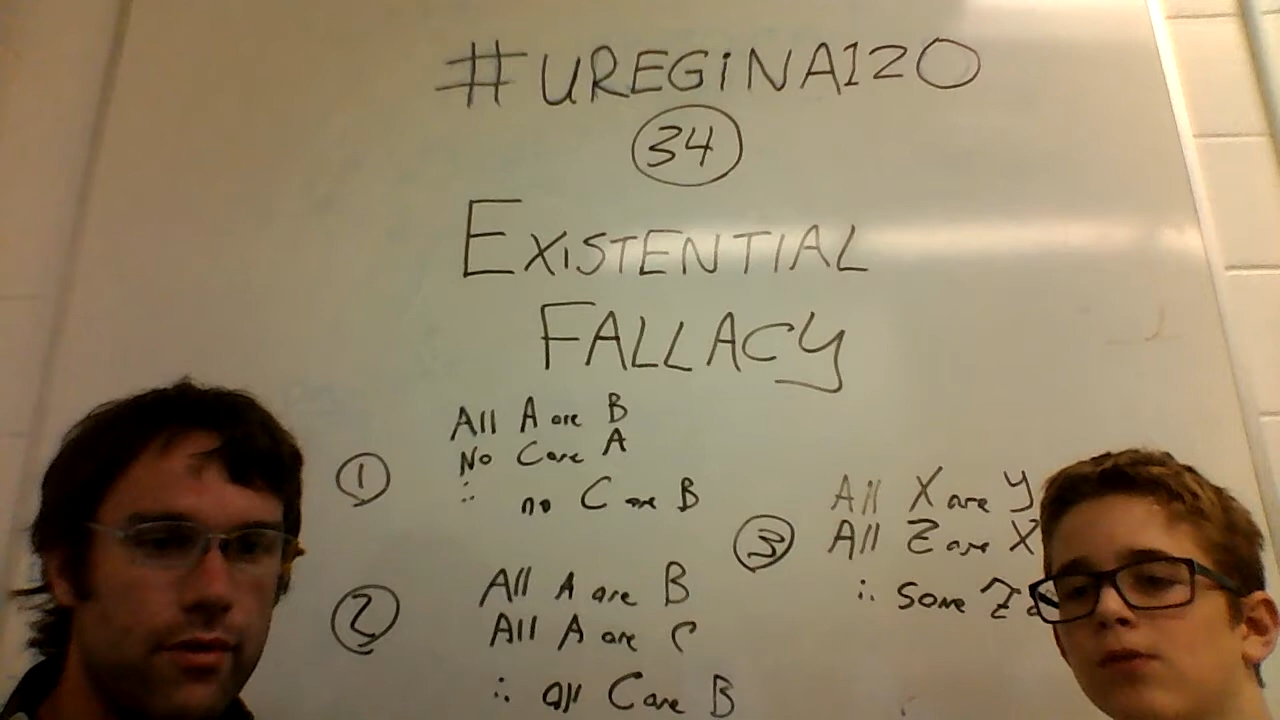 #UREGINA120
34
EXISTENTIAL
FALLACY
1
All A are B
No C are A
∴ no C are B
2
All A are B
All A are C
∴ all C are B
3
All X are Y
All Z are X
∴ some Z